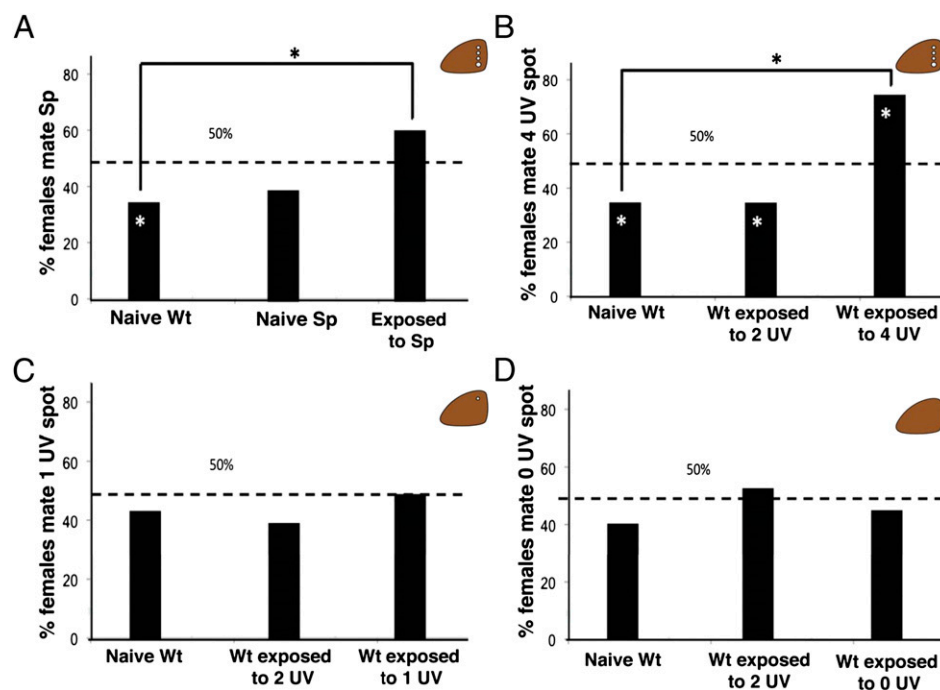 A
% females mate Sp
80
60
40
20
0
50%
*
*
Naive Wt
Naive Sp
Exposed
to Sp
B
% females mate 4 UV spot
80
60
40
20
0
50%
*
*
*
*
Naive Wt
Wt exposed
to 2 UV
Wt exposed
to 4 UV
C
% females mate 1 UV spot
80
60
40
20
0
50%
Naive Wt
Wt exposed
to 2 UV
Wt exposed
to 1 UV
D
% females mate 0 UV spot
80
60
40
20
0
50%
Naive Wt
Wt exposed
to 2 UV
Wt exposed
to 0 UV